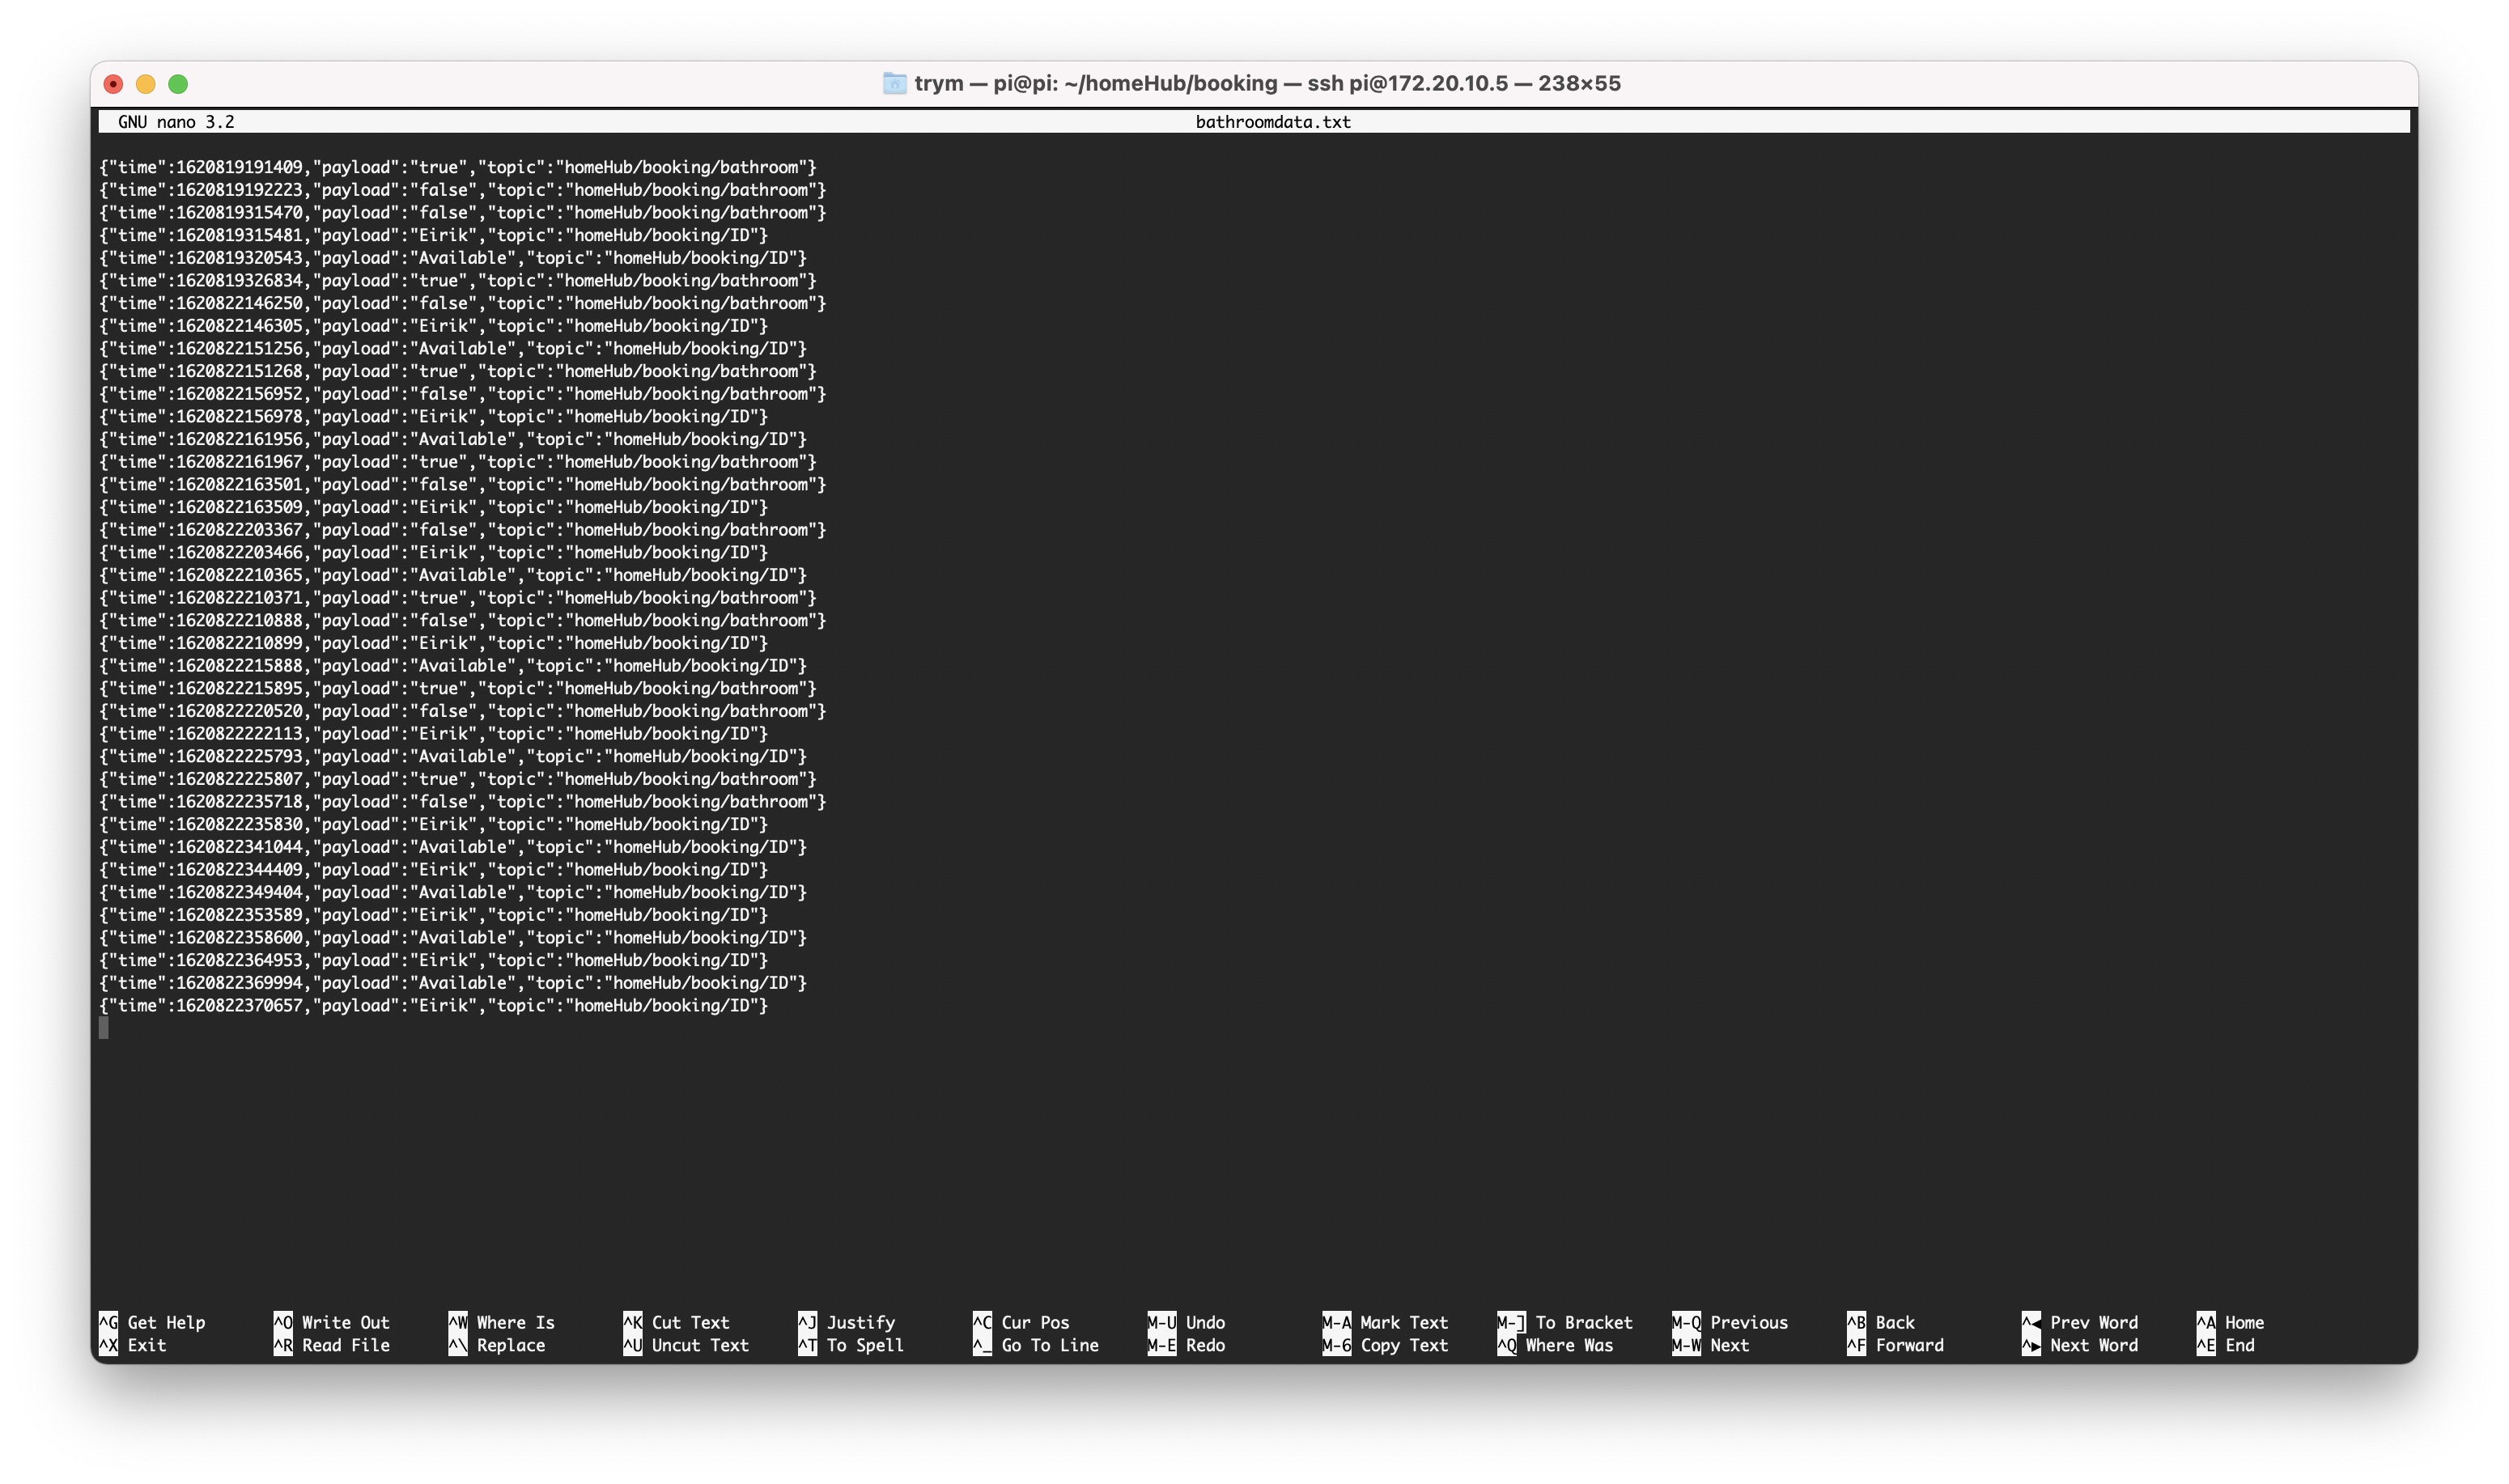 trym — pi@pi: ~/homeHub/booking — ssh pi@172.20.10.5 — 238×55
GNU nano 3.2 bathroomdata.txt
{"time":1620819191409,"payload":"true","topic":"homeHub/booking/bathroom"}
{"time":1620819192223,"payload":"false","topic":"homeHub/booking/bathroom"}
{"time":1620819315470,"payload":"false","topic":"homeHub/booking/bathroom"}
{"time":1620819315481,"payload":"Eirik","topic":"homeHub/booking/ID"}
{"time":1620819320543,"payload":"Available","topic":"homeHub/booking/ID"}
{"time":1620819326834,"payload":"true","topic":"homeHub/booking/bathroom"}
{"time":1620822146250,"payload":"false","topic":"homeHub/booking/bathroom"}
{"time":1620822146305,"payload":"Eirik","topic":"homeHub/booking/ID"}
{"time":1620822151256,"payload":"Available","topic":"homeHub/booking/ID"}
{"time":1620822151268,"payload":"true","topic":"homeHub/booking/bathroom"}
{"time":1620822156952,"payload":"false","topic":"homeHub/booking/bathroom"}
{"time":1620822156978,"payload":"Eirik","topic":"homeHub/booking/ID"}
{"time":1620822161956,"payload":"Available","topic":"homeHub/booking/ID"}
{"time":1620822161967,"payload":"true","topic":"homeHub/booking/bathroom"}
{"time":1620822163501,"payload":"false","topic":"homeHub/booking/bathroom"}
{"time":1620822163509,"payload":"Eirik","topic":"homeHub/booking/ID"}
{"time":1620822203367,"payload":"false","topic":"homeHub/booking/bathroom"}
{"time":1620822203466,"payload":"Eirik","topic":"homeHub/booking/ID"}
{"time":1620822210365,"payload":"Available","topic":"homeHub/booking/ID"}
{"time":1620822210371,"payload":"true","topic":"homeHub/booking/bathroom"}
{"time":1620822210888,"payload":"false","topic":"homeHub/booking/bathroom"}
{"time":1620822210899,"payload":"Eirik","topic":"homeHub/booking/ID"}
{"time":1620822215888,"payload":"Available","topic":"homeHub/booking/ID"}
{"time":1620822215895,"payload":"true","topic":"homeHub/booking/bathroom"}
{"time":1620822220520,"payload":"false","topic":"homeHub/booking/bathroom"}
{"time":1620822222113,"payload":"Eirik","topic":"homeHub/booking/ID"}
{"time":1620822225793,"payload":"Available","topic":"homeHub/booking/ID"}
{"time":1620822225807,"payload":"true","topic":"homeHub/booking/bathroom"}
{"time":1620822235718,"payload":"false","topic":"homeHub/booking/bathroom"}
{"time":1620822235830,"payload":"Eirik","topic":"homeHub/booking/ID"}
{"time":1620822341044,"payload":"Available","topic":"homeHub/booking/ID"}
{"time":1620822344409,"payload":"Eirik","topic":"homeHub/booking/ID"}
{"time":1620822349404,"payload":"Available","topic":"homeHub/booking/ID"}
{"time":1620822353589,"payload":"Eirik","topic":"homeHub/booking/ID"}
{"time":1620822358600,"payload":"Available","topic":"homeHub/booking/ID"}
{"time":1620822364953,"payload":"Eirik","topic":"homeHub/booking/ID"}
{"time":1620822369994,"payload":"Available","topic":"homeHub/booking/ID"}
{"time":1620822370657,"payload":"Eirik","topic":"homeHub/booking/ID"}
^G Get Help ^O Write Out ^W Where Is ^K Cut Text ^J Justify ^C Cur Pos M-U Undo M-A Mark Text M-] To Bracket M-Q Previous ^B Back ^◀ Prev Word ^A Home
^X Exit ^R Read File ^\ Replace ^U Uncut Text ^T To Spell ^_ Go To Line M-E Redo M-6 Copy Text ^Q Where Was M-W Next ^F Forward ^▶ Next Word ^E End